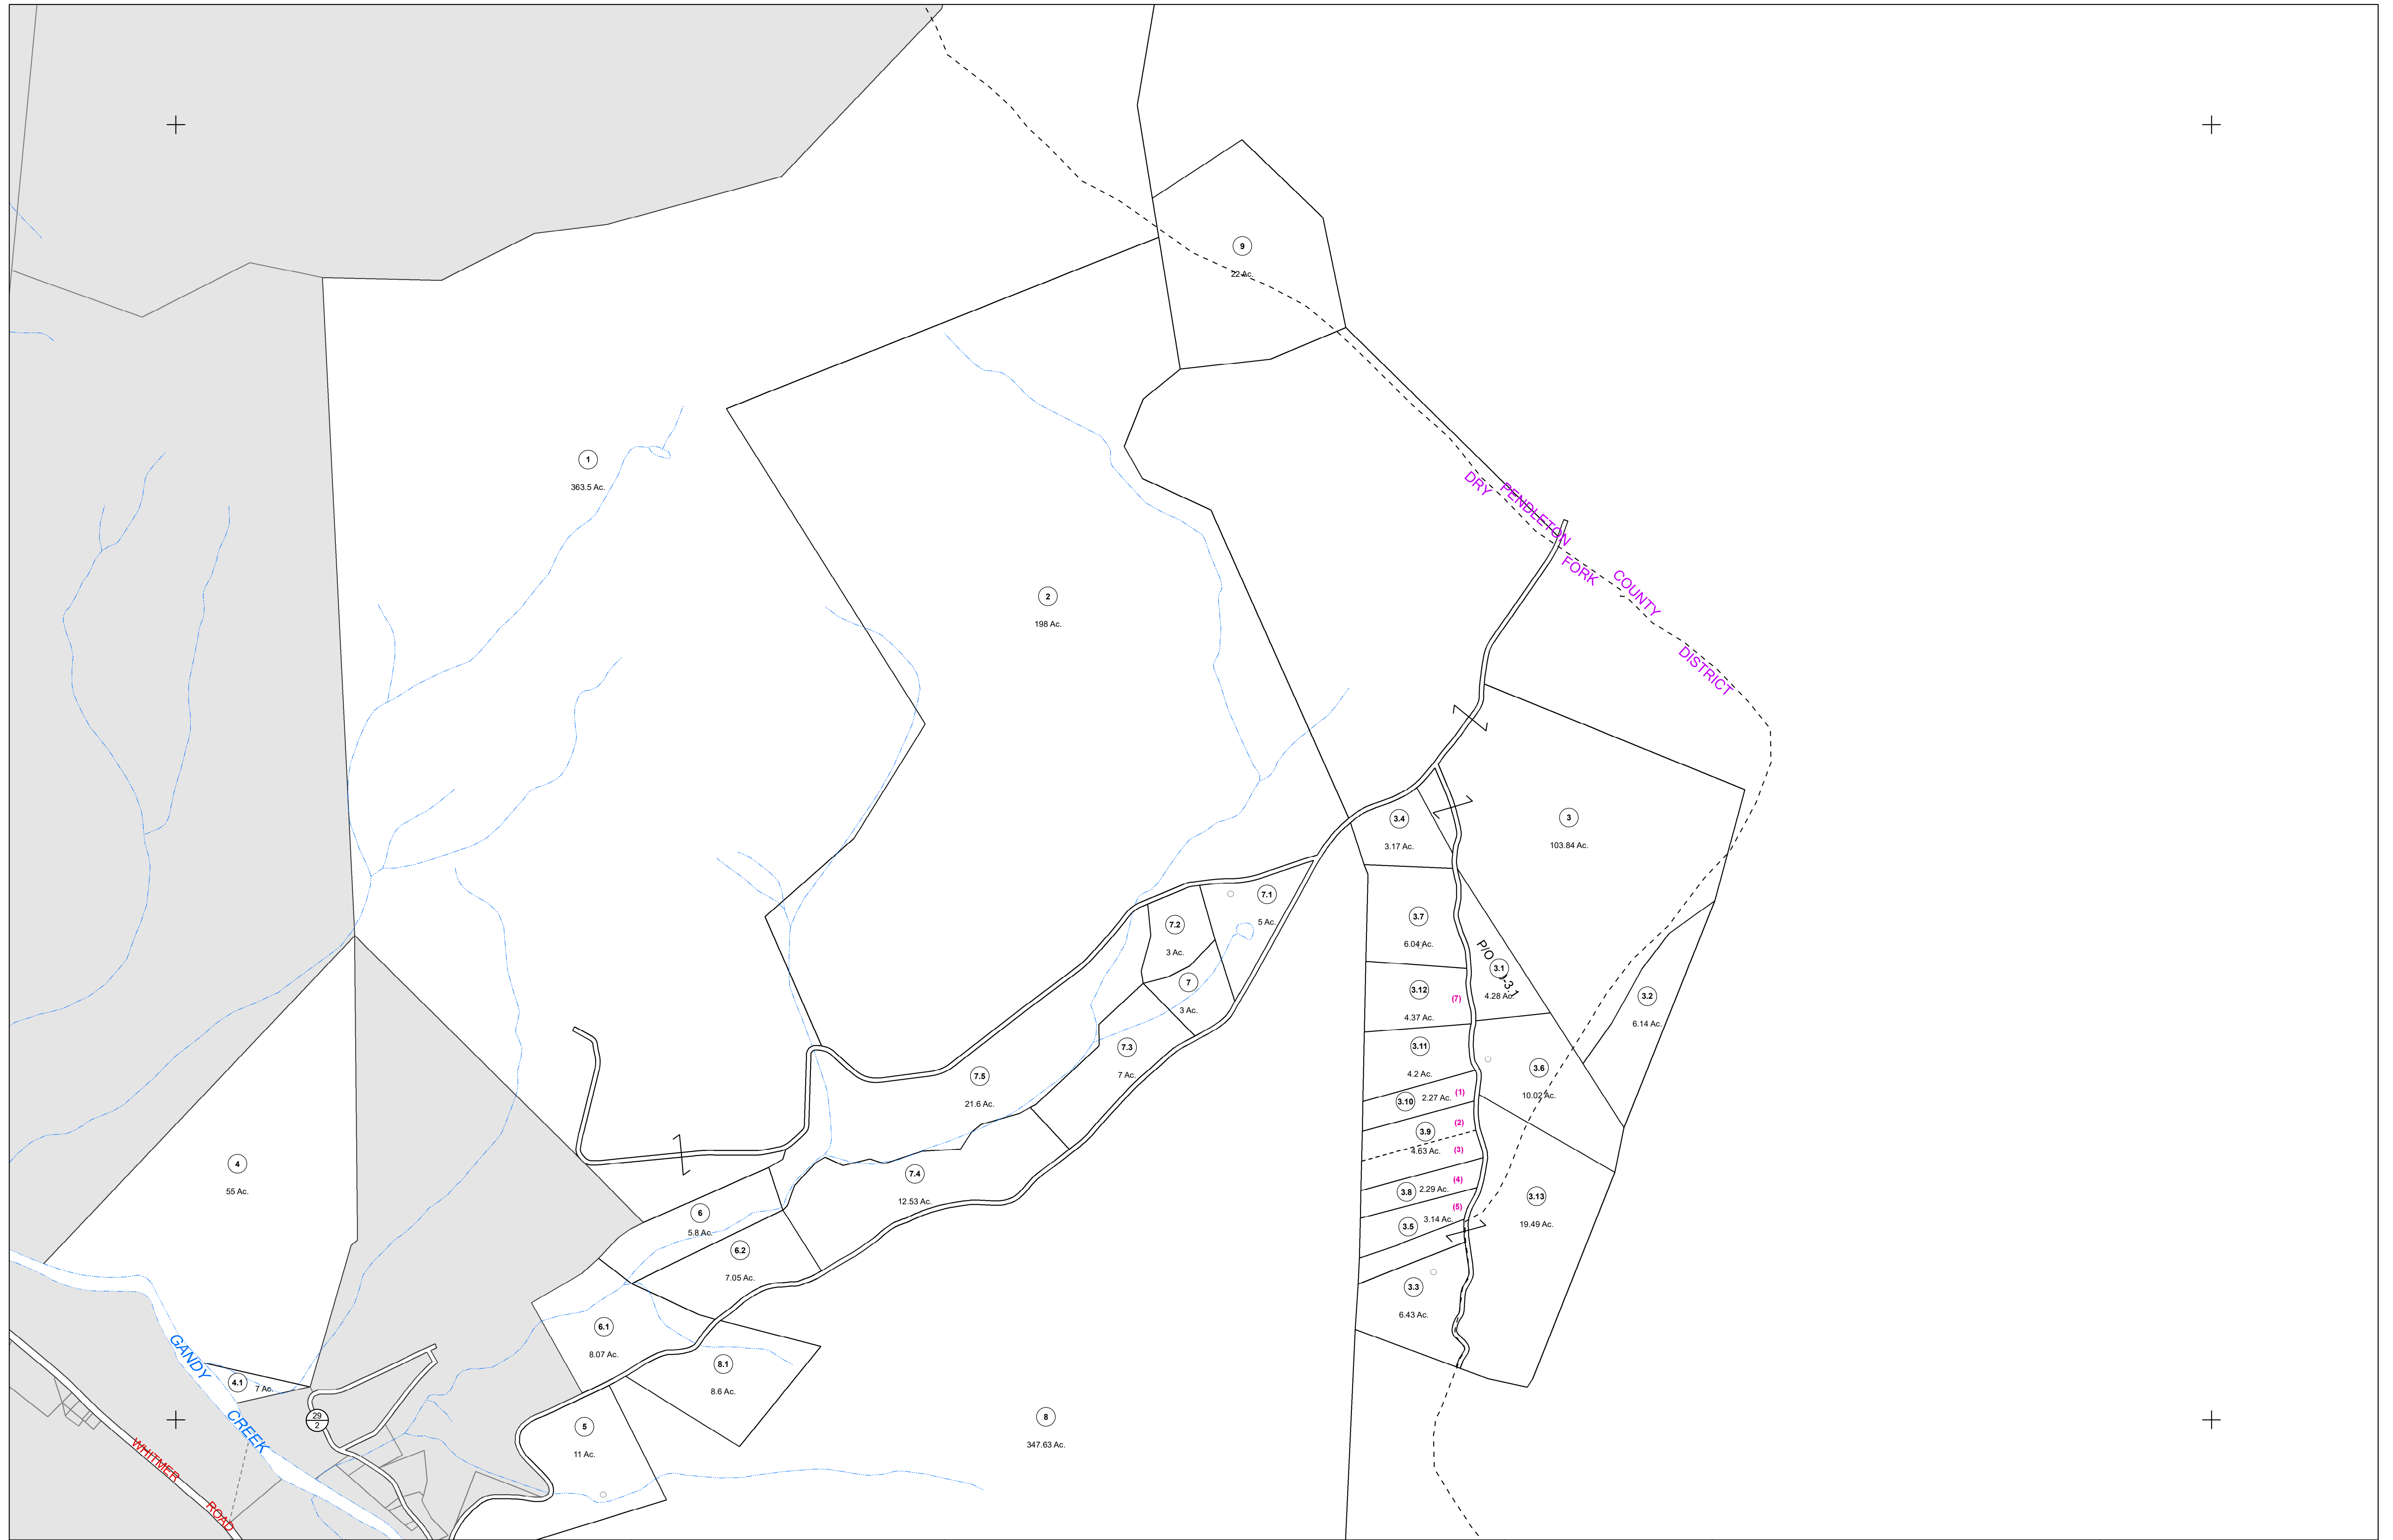 9
22 Ac.
1
363.5 Ac.
DRY FORK DISTRICT
PENDLETON COUNTY
2
198 Ac.
3
103.84 Ac.
3.4
3.17 Ac.
7.1
5 Ac.
7.2
3 Ac.
3.7
6.04 Ac.
P/O
3.1
3.1
4.28 Ac.
7
3 Ac.
3.12
(7)
4.37 Ac.
3.2
6.14 Ac.
7.3
7 Ac.
3.11
4.2 Ac.
3.6
10.02 Ac.
7.5
21.6 Ac.
3.10
2.27 Ac.
(1)
3.9
(2)
4.63 Ac.
(3)
4
55 Ac.
7.4
12.53 Ac.
3.8
2.29 Ac.
(4)
3.13
19.49 Ac.
6
5.8 Ac.
3.5
3.14 Ac.
(5)
6.2
7.05 Ac.
3.3
6.43 Ac.
6.1
8.07 Ac.
8.1
8.6 Ac.
GANDY CREEK
4.1
7 Ac.
29
2
5
11 Ac.
8
347.63 Ac.
WHITMER ROAD